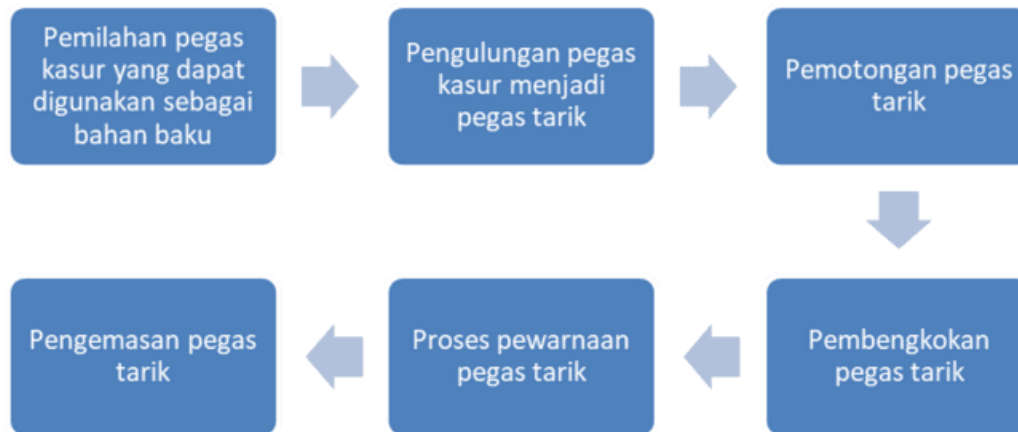 Pemilahan pegas
kasur yang dapat
digunakan sebagai
bahan baku
Pengulungan pegas
kasur menjadi
pegas tarik
Pemotongan pegas
tarik
Pembengkokan
pegas tarik
Proses pewarnaan
pegas tarik
Pengemasan pegas
tarik